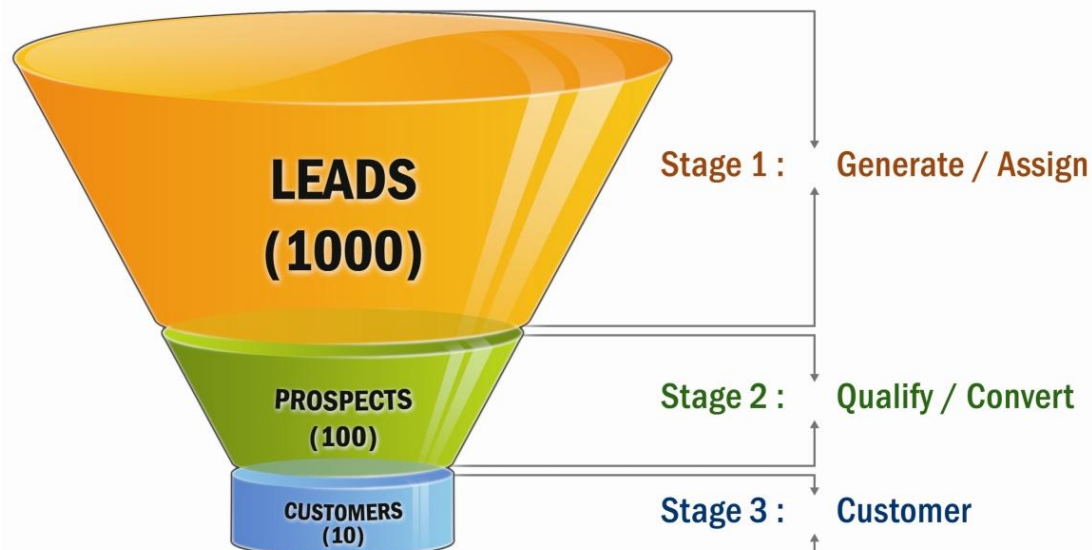 LEADS
(1000)
Stage 1 : Generate / Assign
PROSPECTS
(100)
Stage 2 : Qualify / Convert
CUSTOMERS
(10)
Stage 3 : Customer